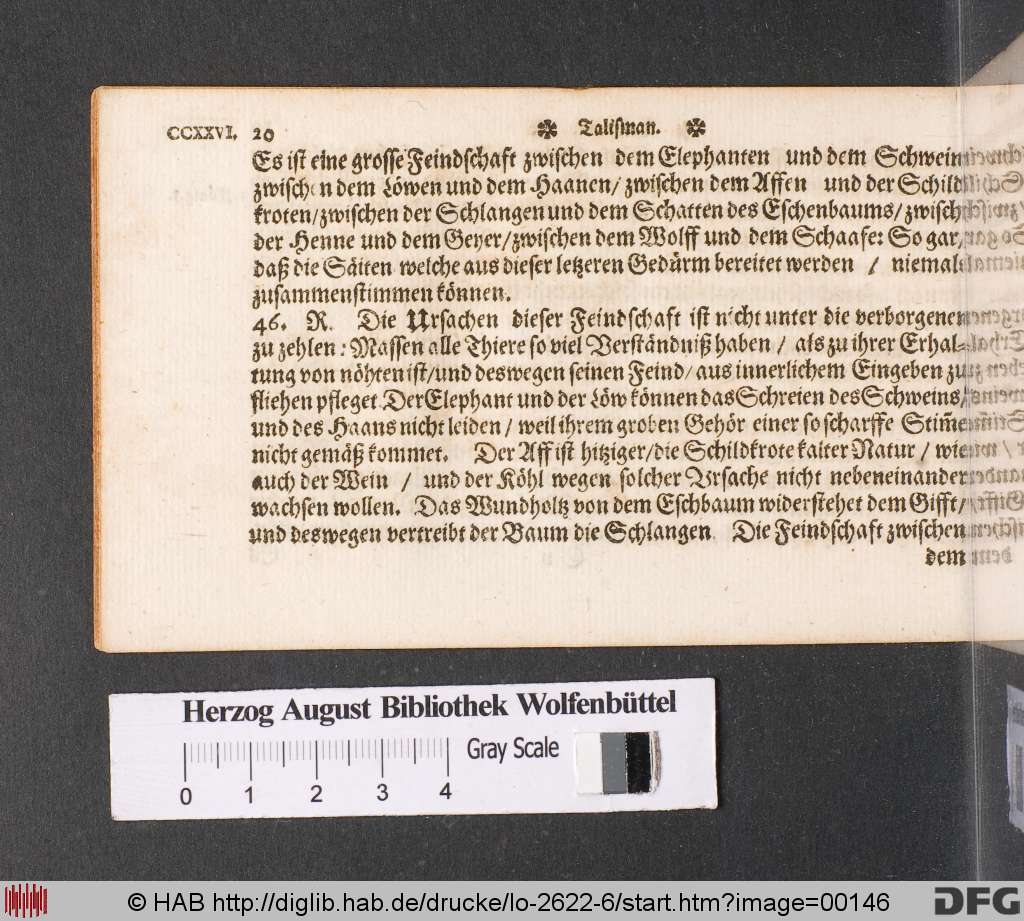 CCXXVI. 20 Talisman.
Es ist eine grosse Feindschaft zwischen dem Elephanten und dem Schwein
zwischen dem Löwen und dem Haanen/ zwischen dem Affen und der Schild
kroten/zwischen der Schlangen und dem Schatten des Eschenbaums/ zwisch
der Henne und dem Geyer/zwischen dem Wolff und dem Schaafe: So gar,
daß die Säiten welche aus dieser letzeren Gedärm bereitet werden / niemal
zusammenstimmen können.
46. R. Die Ursachen dieser Feindschaft ist nicht unter die verborgenen
zu zehlen: Massen alle Thiere so viel Verständniß haben / als zu ihrer Erhal-
tung von nöhten ist/und deswegen seinen Feind/ aus innerlichem Eingeben zu
fliehen pfleget. Der Elephant und der Löw können das Schreien des Schweins/
und des Haans nicht leiden / weil ihrem groben Gehör einer so scharffe Stim̃e
nicht gemäß kommet. Der Aff ist hitziger/die Schildkrote kalter Natur / wie
auch der Wein / und der Köhl wegen solcher Vrsache nicht nebeneinander
wachsen wollen. Das Wundholtz von dem Eschbaum widerstehet dem Gifft/
und deswegen vertreibt der Baum die Schlangen. Die Feindschaft zwischen
dem
Herzog August Bibliothek Wolfenbüttel
Gray Scale
0 1 2 3 4
© HAB http://diglib.hab.de/drucke/lo-2622-6/start.htm?image=00146
DFG